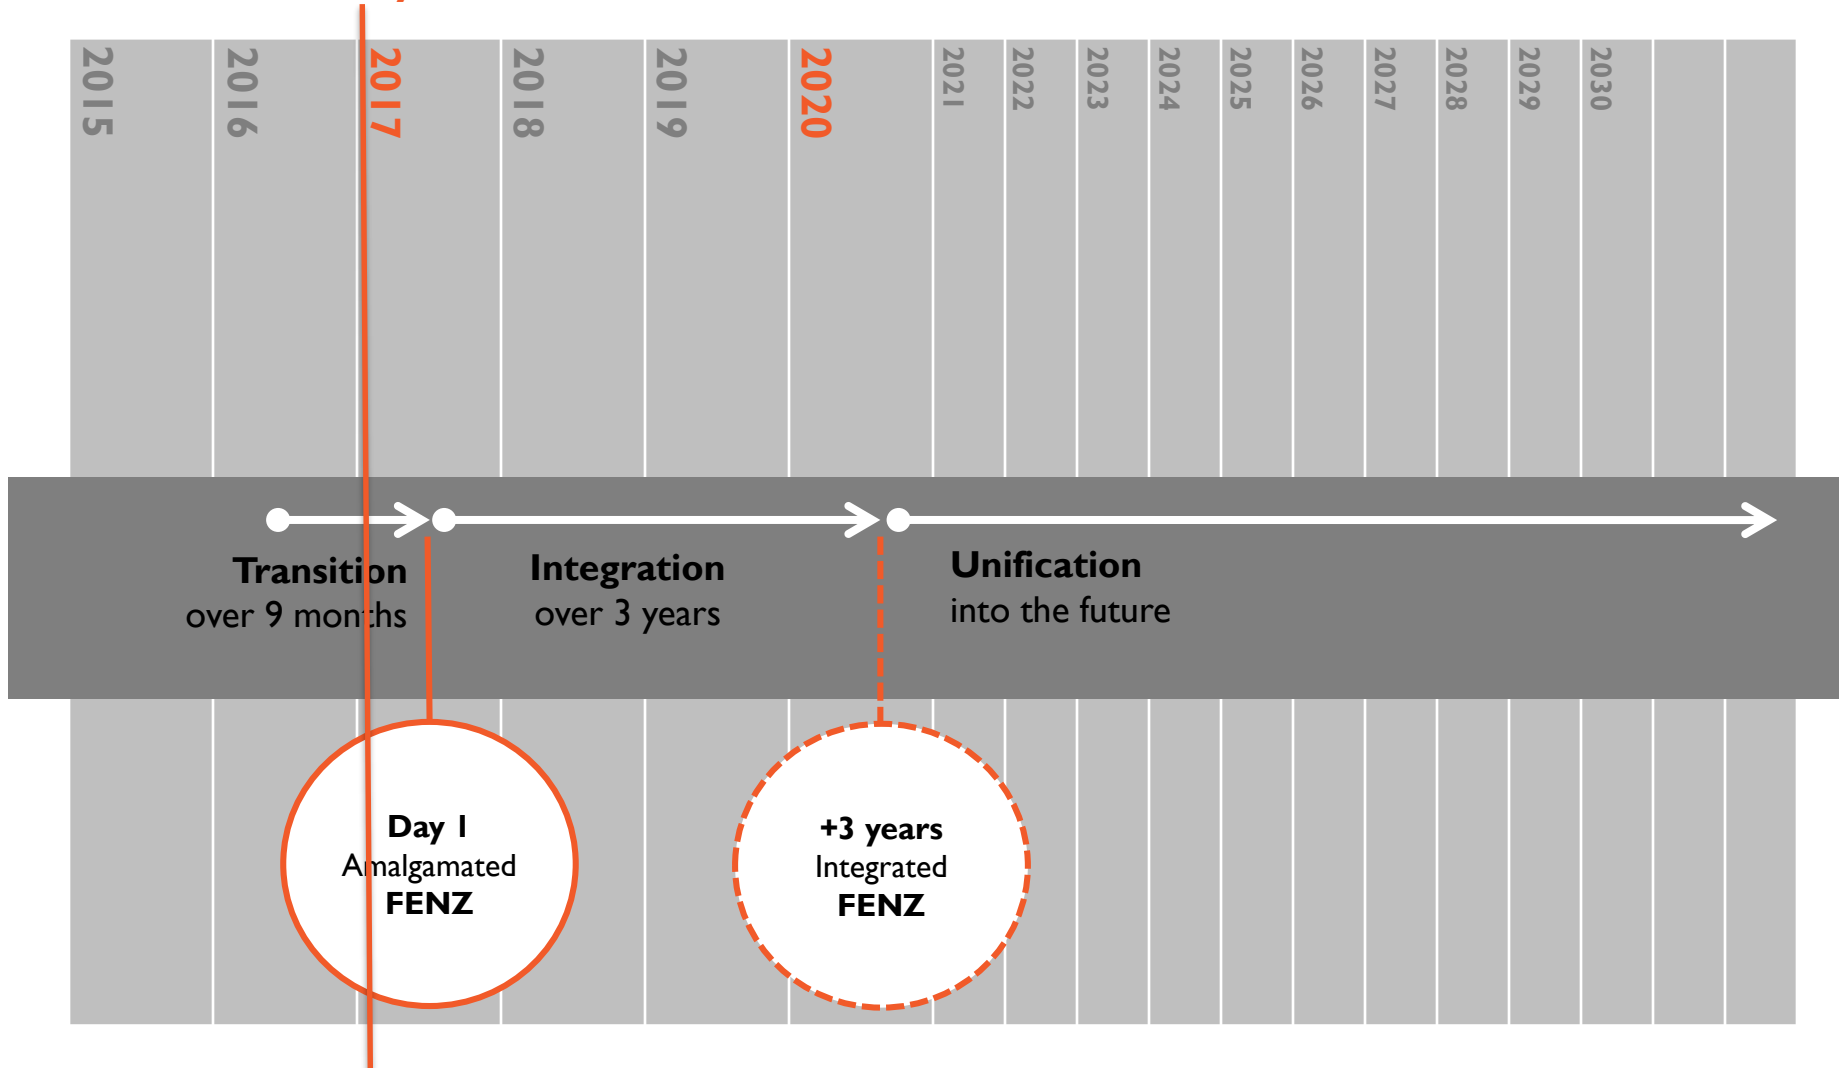 2015
2016
2017
2018
2019
2020
2021
2022
2023
2024
2025
2026
2027
2028
2029
2030
Transition
over 9 months
Integration
over 3 years
Unification
into the future
Day 1
Amalgamated
FENZ
+3 years
Integrated
FENZ